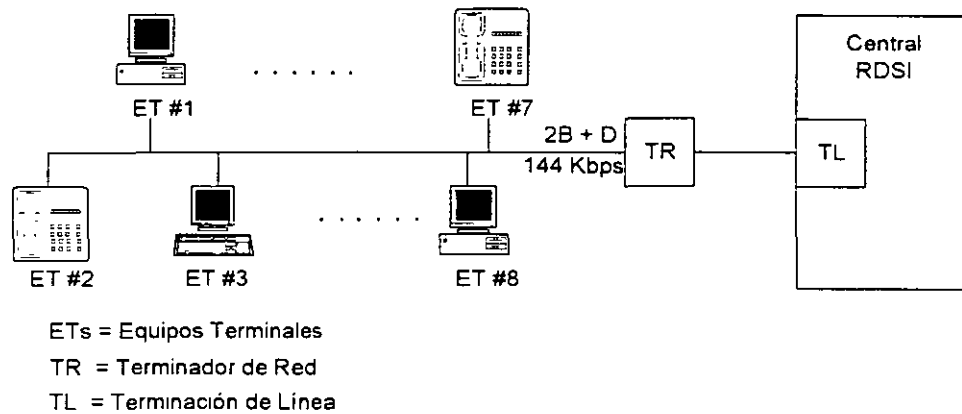 Central
RDSI
ET #1
ET #7
2B + D
144 Kbps
TR
TL
ET #2
ET #3
ET #8
ETs = Equipos Terminales
TR = Terminador de Red
TL = Terminación de Línea